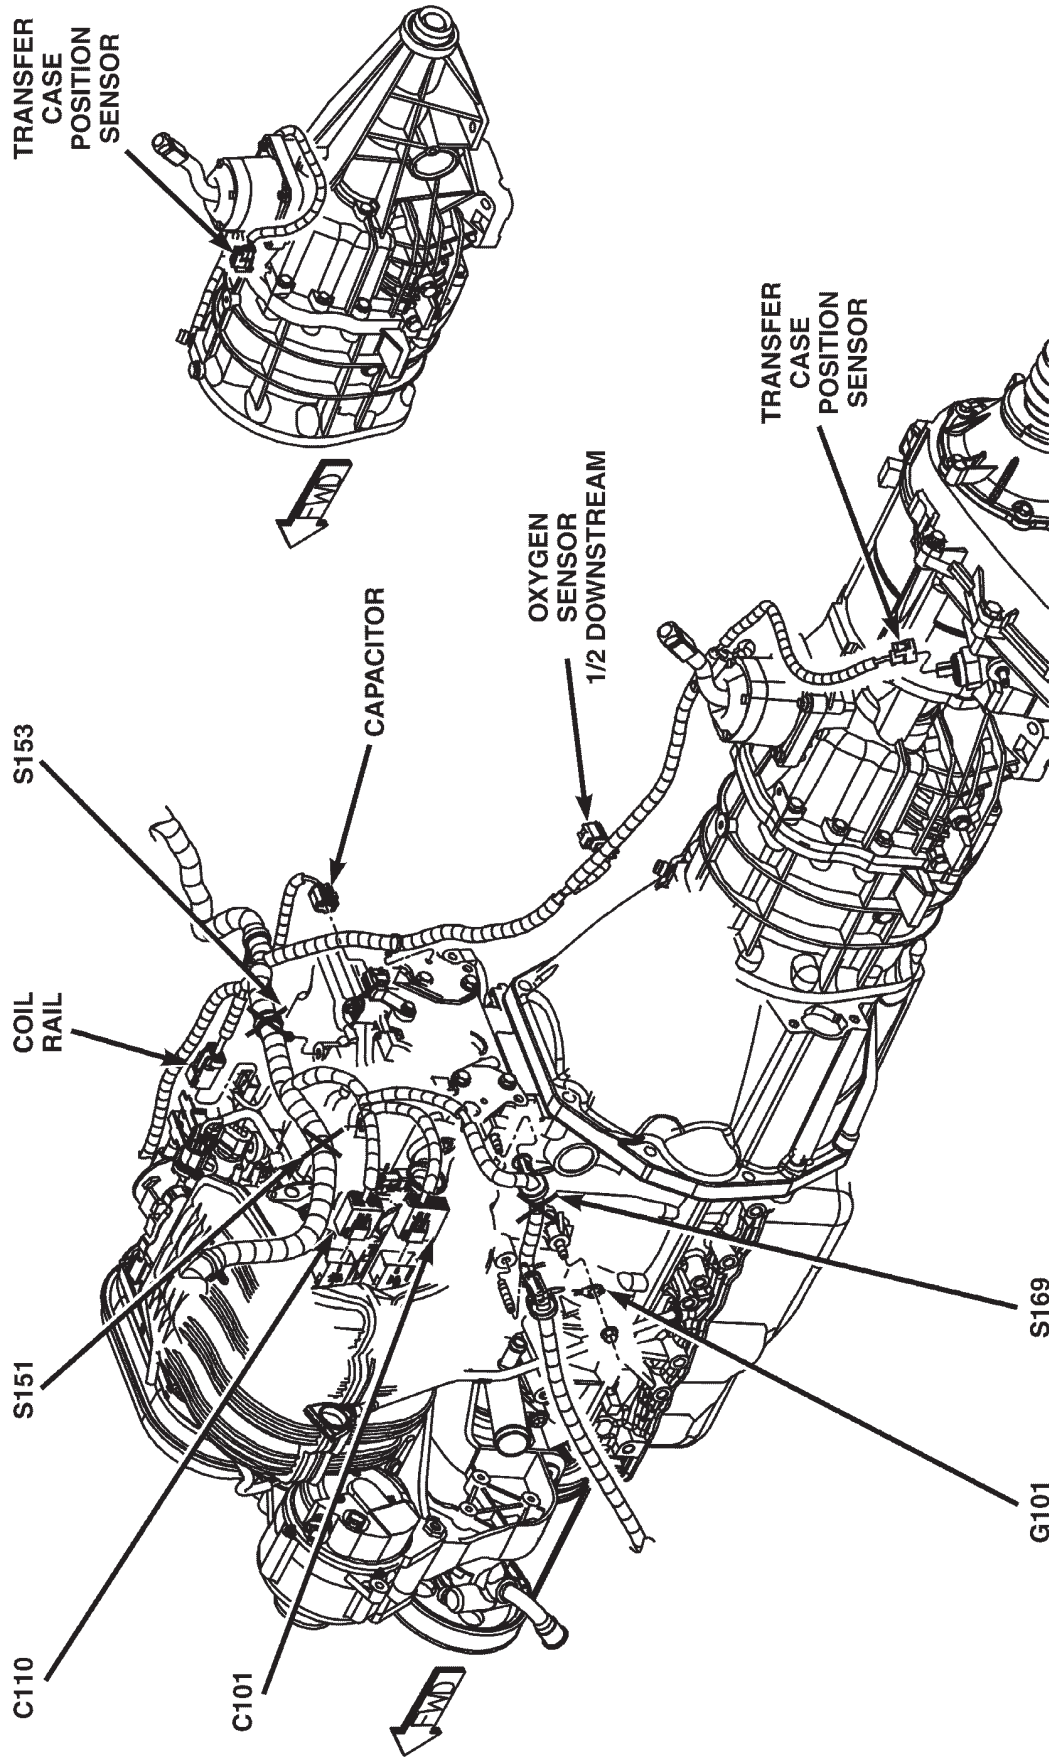 C110
C101
S151
COIL
RAIL
S153
CAPACITOR
OXYGEN
SENSOR
1/2 DOWNSTREAM
TRANSFER
CASE
POSITION
SENSOR
TRANSFER
CASE
POSITION
SENSOR
FWD
FWD
G101
S169